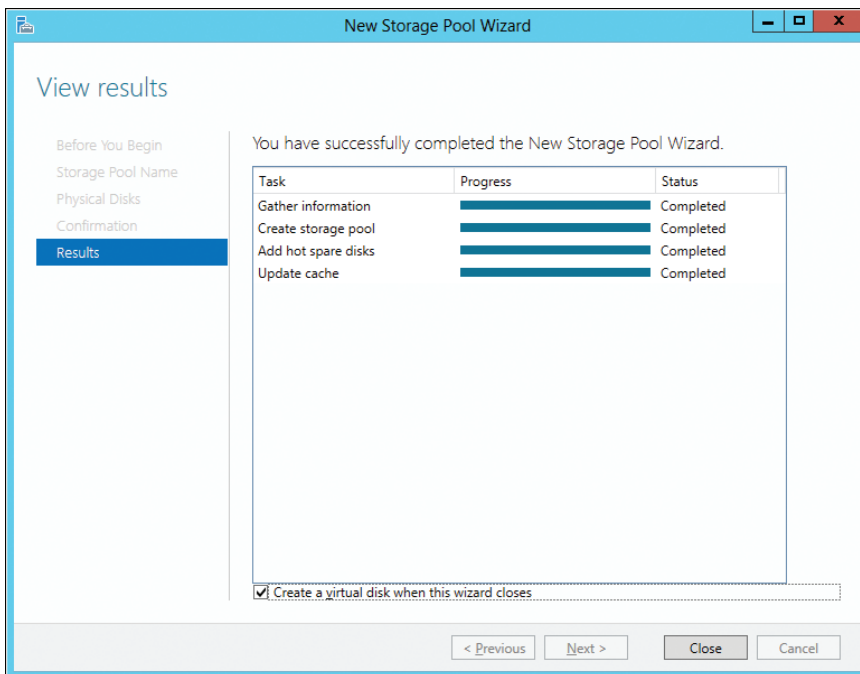 New Storage Pool Wizard
View results
Before You Begin
Storage Pool Name
Physical Disks
Confirmation
Results
You have successfully completed the New Storage Pool Wizard.
Task Progress Status
Gather information Completed
Create storage pool Completed
Add hot spare disks Completed
Update cache Completed
Create a virtual disk when this wizard closes
< Previous Next > Close Cancel